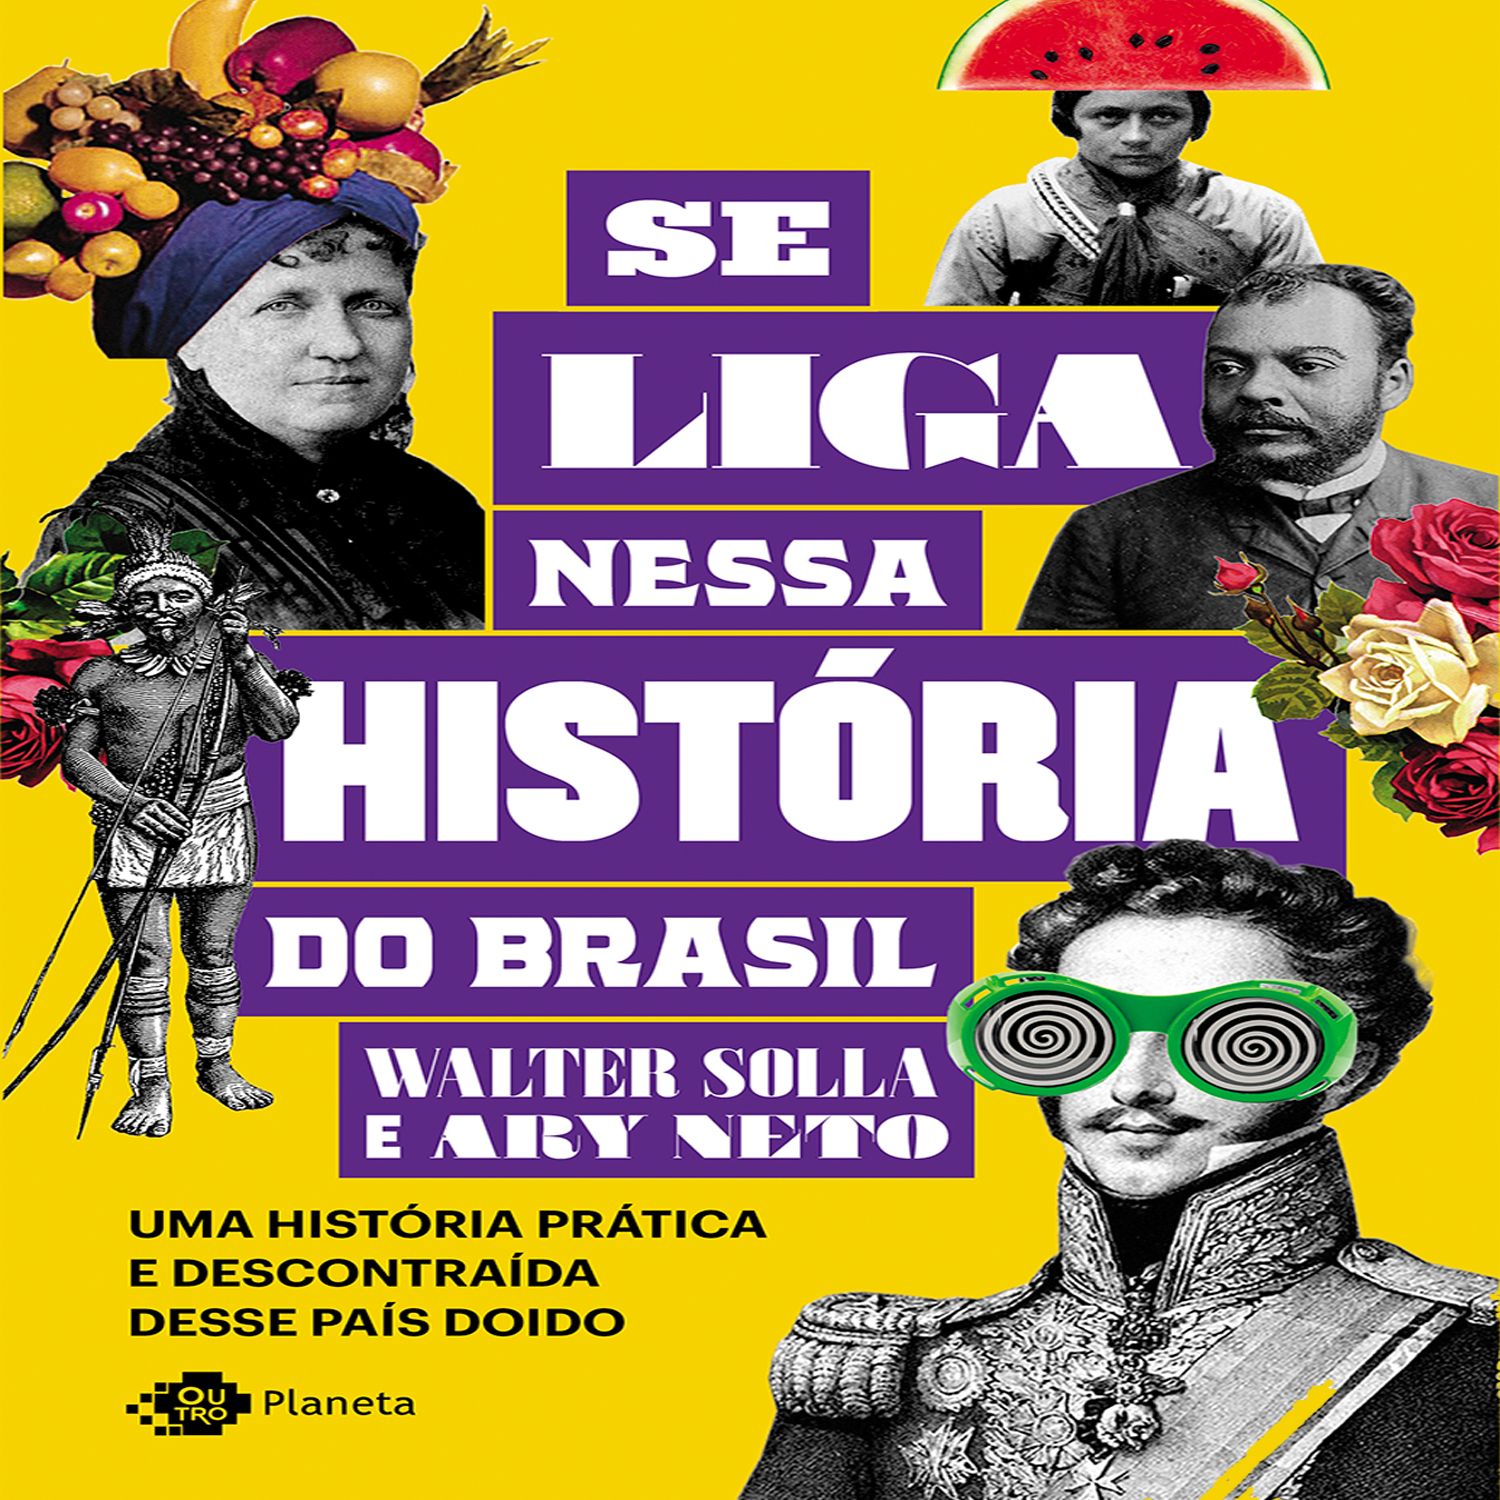 SE
LIGA
NESSA
HISTÓRIA
DO BRASIL
WALTER SOLLA
E ARY NETO
UMA HISTÓRIA PRÁTICA
E DESCONTRAÍDA
DESSE PAÍS DOIDO
OU
TRO
Planeta